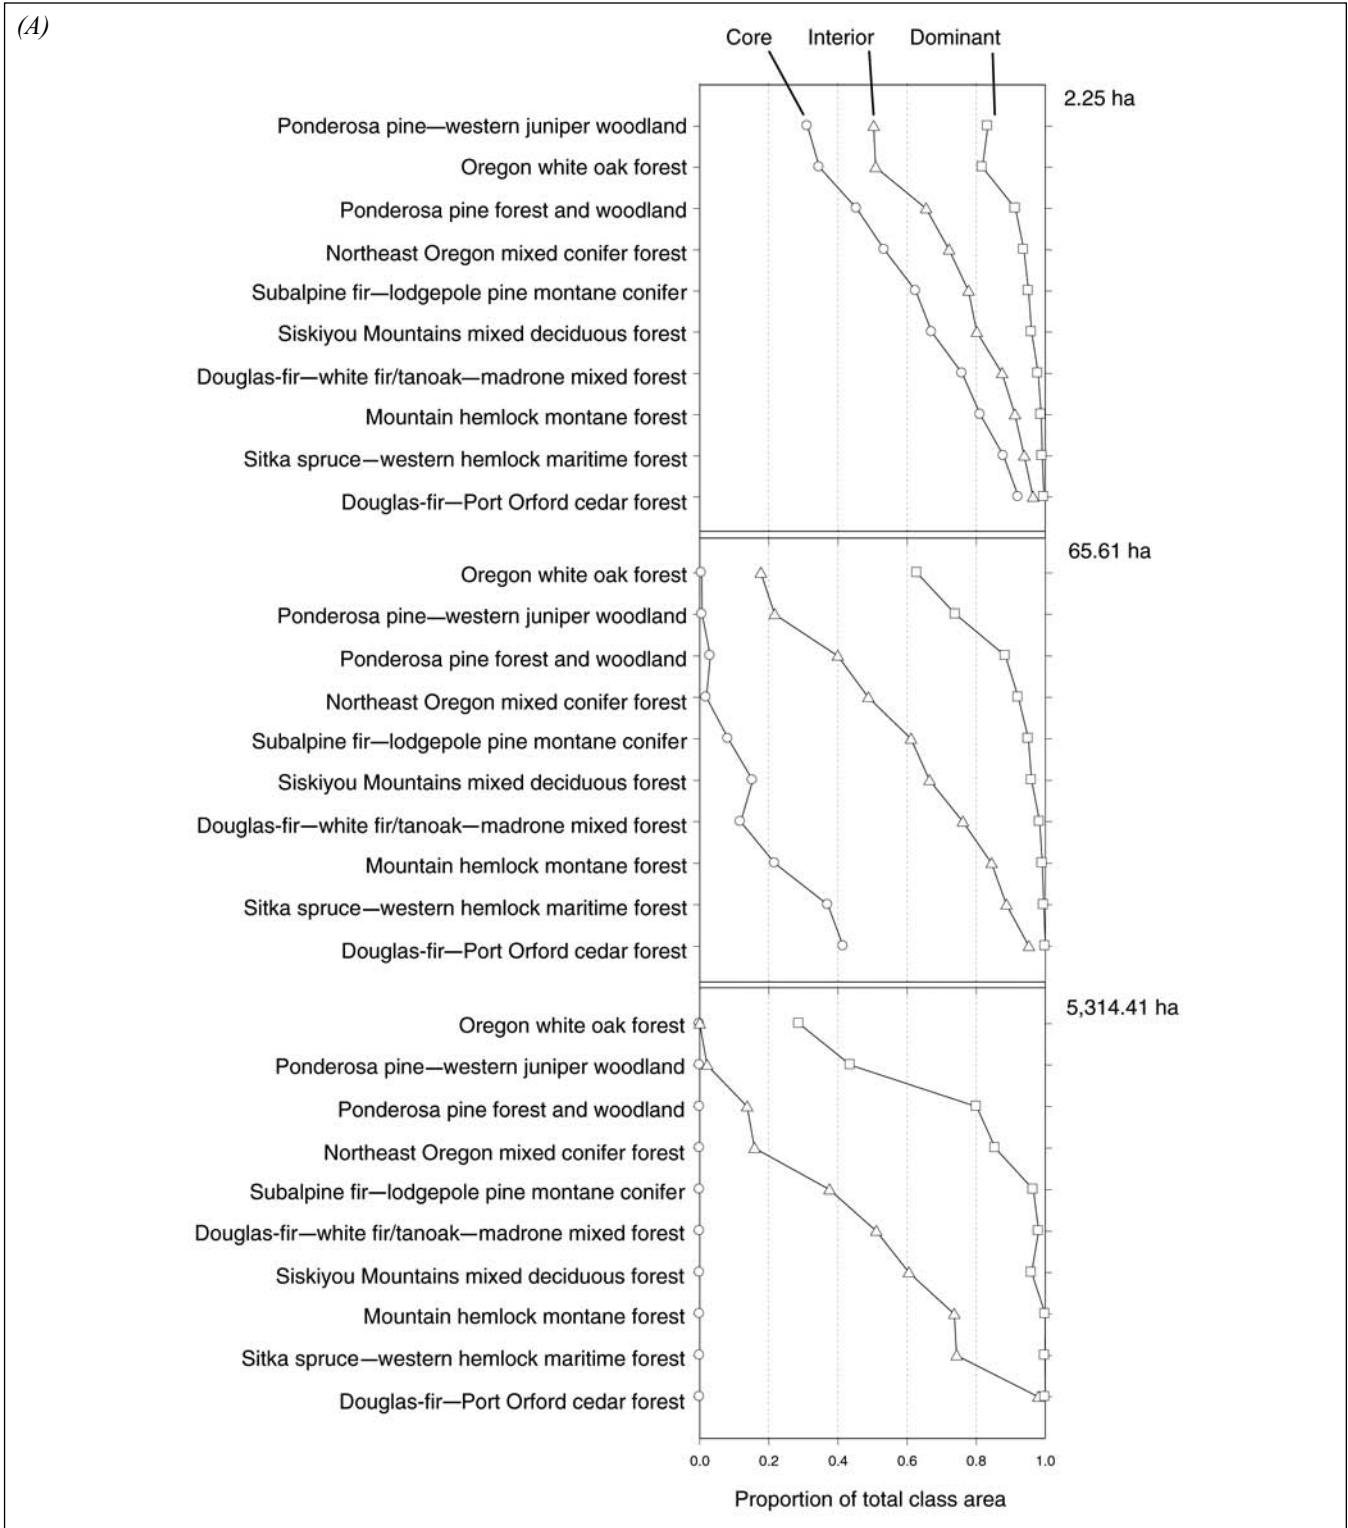 (A)
Core Interior Dominant
2.25 ha
Ponderosa pine—western juniper woodland
Oregon white oak forest
Ponderosa pine forest and woodland
Northeast Oregon mixed conifer forest
Subalpine fir—lodgepole pine montane conifer
Siskiyou Mountains mixed deciduous forest
Douglas-fir—white fir/tanoak—madrone mixed forest
Mountain hemlock montane forest
Sitka spruce—western hemlock maritime forest
Douglas-fir—Port Orford cedar forest
65.61 ha
Oregon white oak forest
Ponderosa pine—western juniper woodland
Ponderosa pine forest and woodland
Northeast Oregon mixed conifer forest
Subalpine fir—lodgepole pine montane conifer
Siskiyou Mountains mixed deciduous forest
Douglas-fir—white fir/tanoak—madrone mixed forest
Mountain hemlock montane forest
Sitka spruce—western hemlock maritime forest
Douglas-fir—Port Orford cedar forest
5,314.41 ha
Oregon white oak forest
Ponderosa pine—western juniper woodland
Ponderosa pine forest and woodland
Northeast Oregon mixed conifer forest
Subalpine fir—lodgepole pine montane conifer
Douglas-fir—white fir/tanoak—madrone mixed forest
Siskiyou Mountains mixed deciduous forest
Mountain hemlock montane forest
Sitka spruce—western hemlock maritime forest
Douglas-fir—Port Orford cedar forest
0.0 0.2 0.4 0.6 0.8 1.0
Proportion of total class area